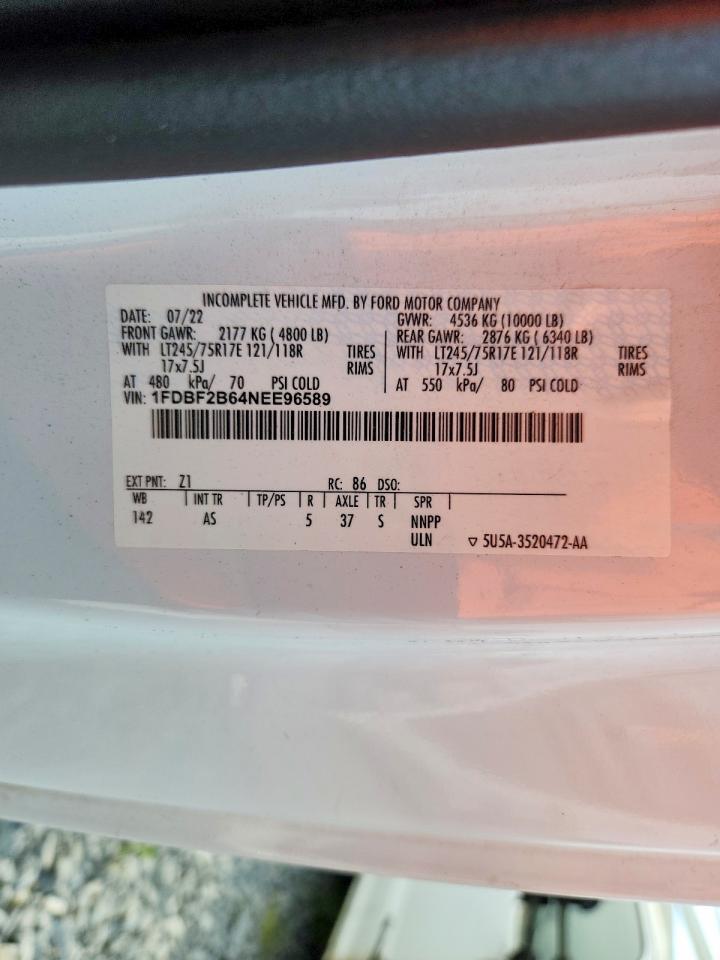 INCOMPLETE VEHICLE MFD. BY FORD MOTOR COMPANY
DATE: 07/22 GVWR: 4536 KG (10000 LB)
FRONT GAWR: 2177 KG ( 4800 LB) REAR GAWR: 2876 KG ( 6340 LB)
WITH LT245/75R17E 121/118R TIRES WITH LT245/75R17E 121/118R TIRES
17x7.5J RIMS 17x7.5J RIMS
AT 480 kPa/ 70 PSI COLD AT 550 kPa/ 80 PSI COLD
VIN: 1FDBF2B64NEE96589
EXT PNT: Z1 RC: 86 DSO:
WB | INT TR | TP/PS | R | AXLE | TR | SPR |
142 AS 5 37 S NNPP
ULN ▽ 5U5A-3520472-AA